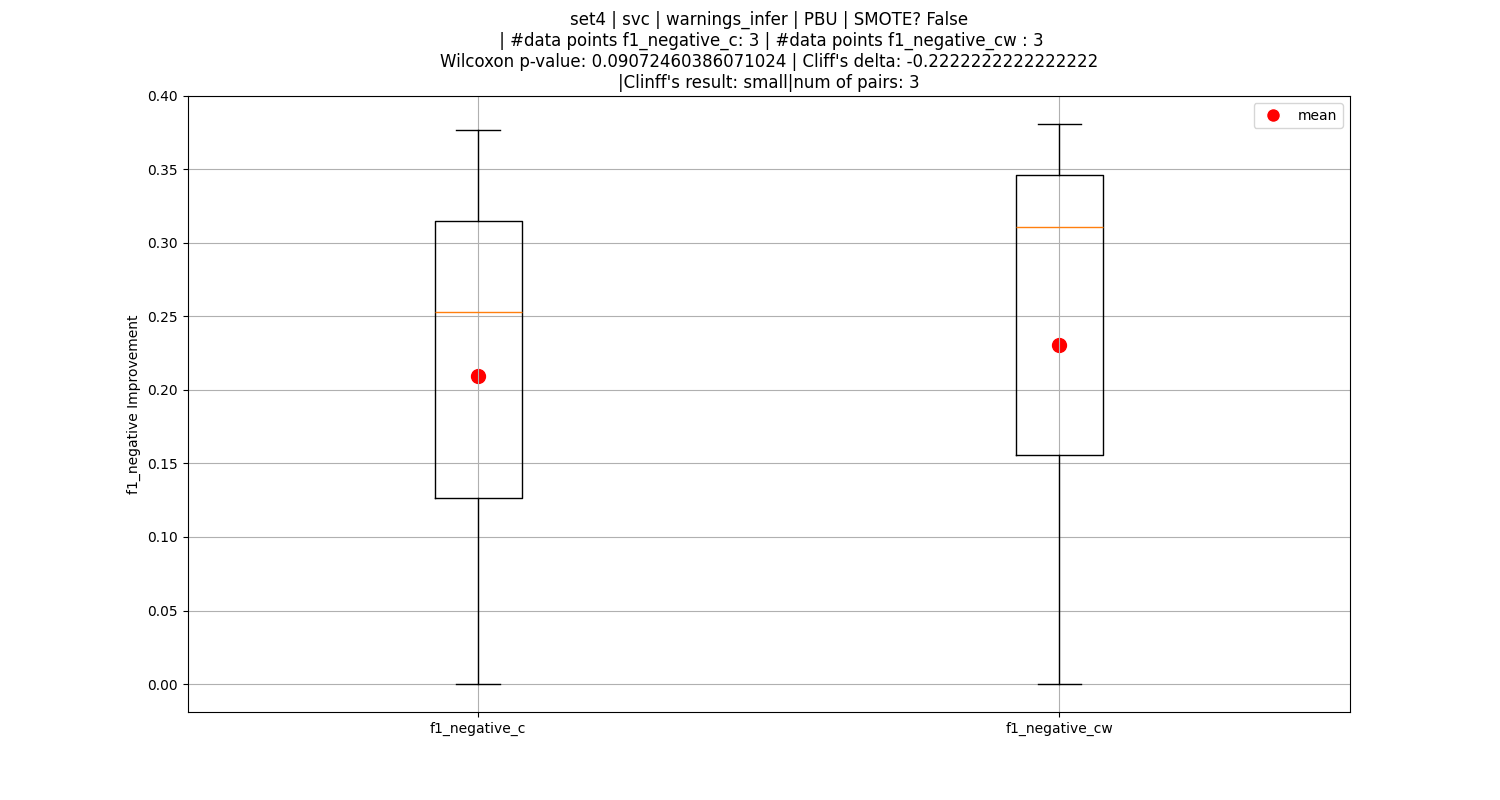 set4 | svc | warnings_infer | PBU | SMOTE? False
| #data points f1_negative_c: 3 | #data points f1_negative_cw : 3
Wilcoxon p-value: 0.09072460386071024 | Cliff's delta: -0.2222222222222222
|Clinff's result: small|num of pairs: 3
mean
0.40
0.35
0.30
0.25
0.20
0.15
0.10
0.05
0.00
f1_negative Improvement
f1_negative_c
f1_negative_cw